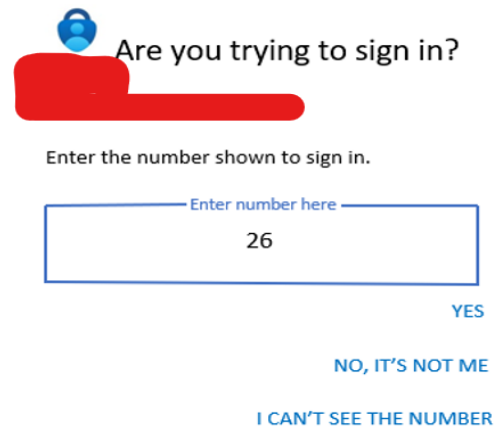 Are you trying to sign in?
Enter the number shown to sign in.
Enter number here
26
YES
NO, IT'S NOT ME
I CAN'T SEE THE NUMBER